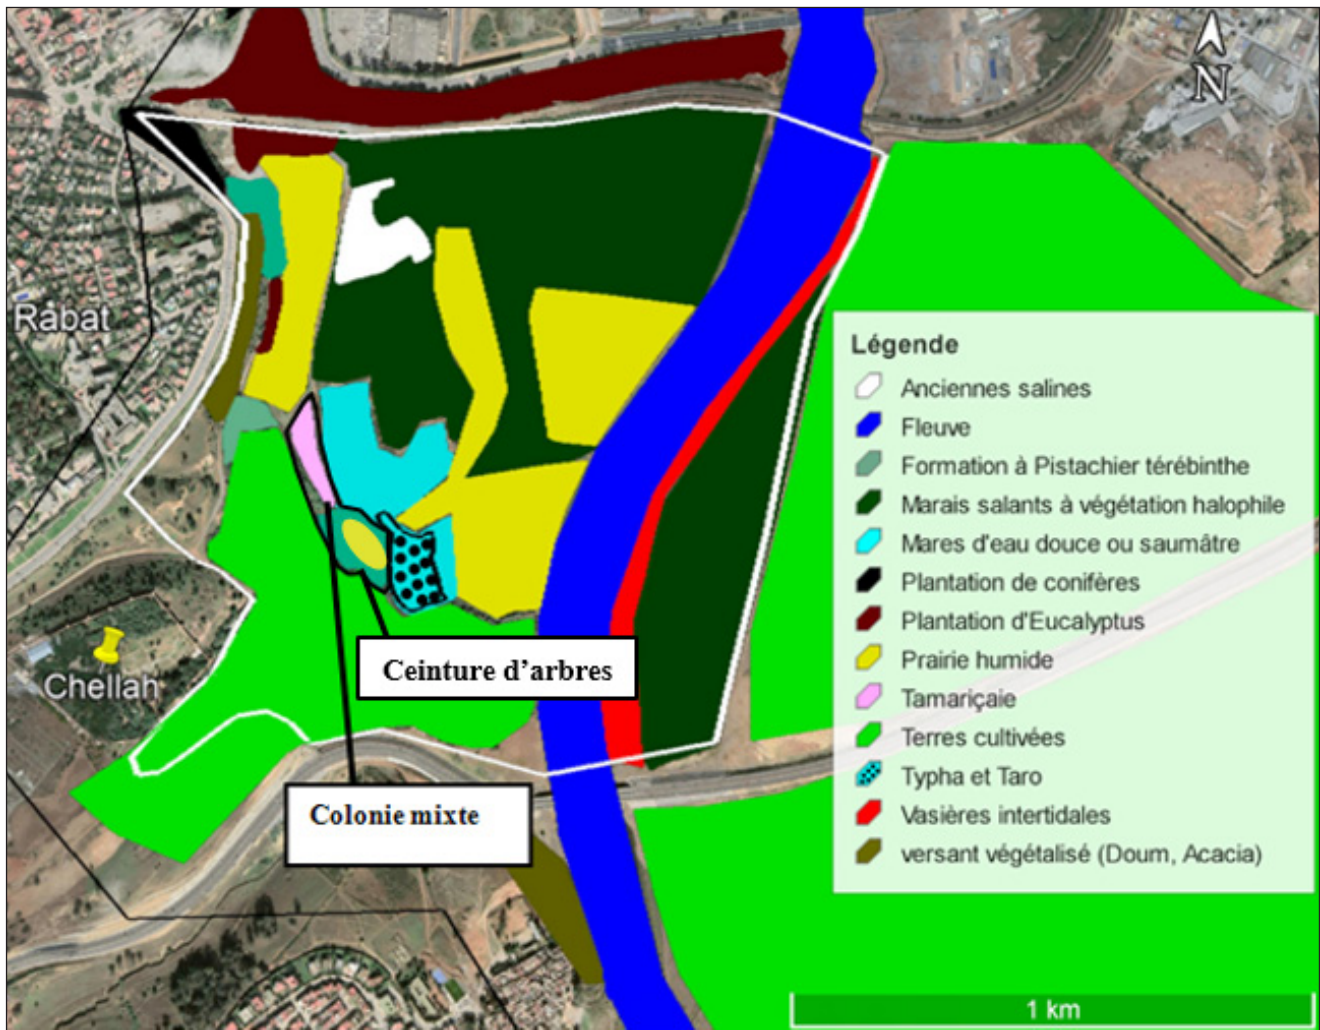 N
Rabat
Légende
Anciennes salines
Fleuve
Formation à Pistachier térébinthe
Marais salants à végétation halophile
Mares d'eau douce ou saumâtre
Plantation de conifères
Plantation d'Eucalyptus
Prairie humide
Tamariçaie
Terres cultivées
Typha et Taro
Vasières intertidales
versant végétalisé (Doum, Acacia)
Ceinture d'arbres
Chellah
Colonie mixte
1 km